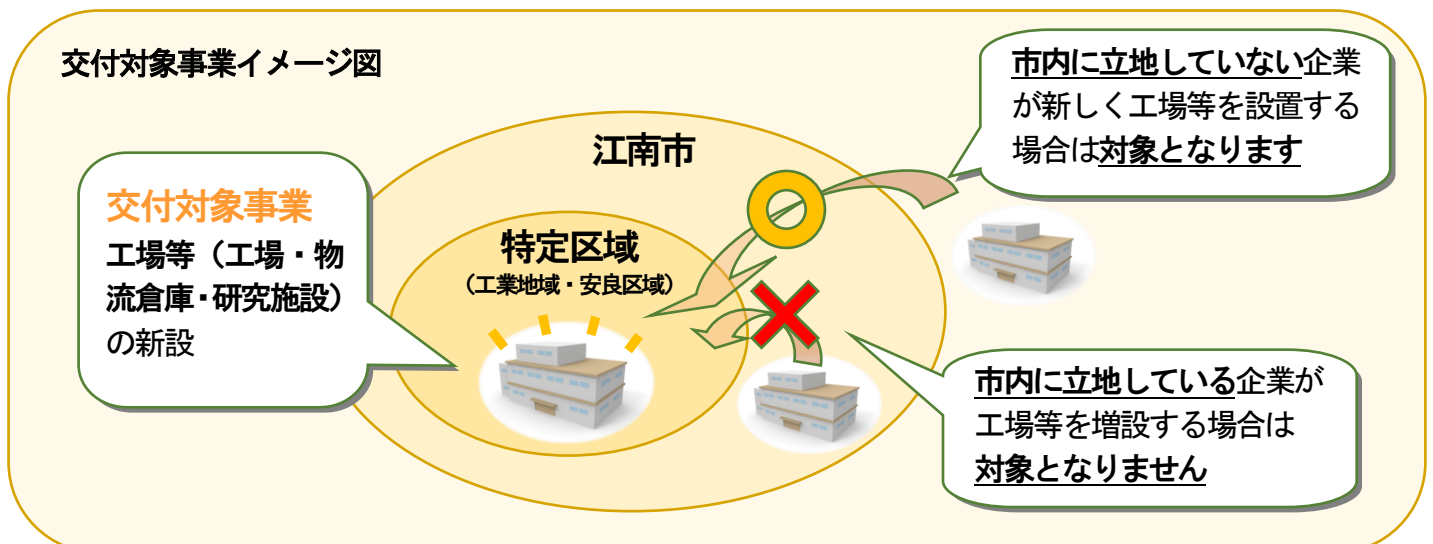 交付対象事業イメージ図
市内に立地していない企業
が新しく工場等を設置する
場合は対象となります
江南市
交付対象事業
工場等（工場・物
流倉庫・研究施設）
の新設
特定区域
（工業地域・安良区域）
市内に立地している企業が
工場等を増設する場合は
対象となりません